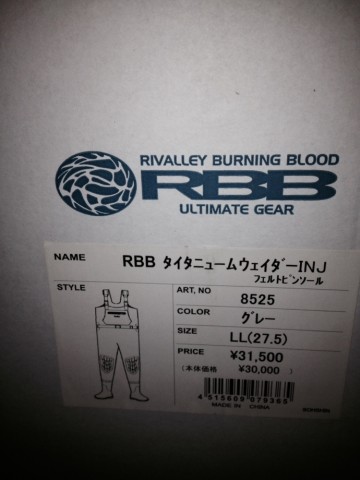 RIVALLEY BURNING BLOOD
RBB
ULTIMATE GEAR
NAME RBB ﾀｲﾀﾆｭｰﾑｳｪｲﾀﾞｰINJ
ﾌｪﾙﾄﾋﾟﾝｿｰﾙ
STYLE
ART, NO 8525
COLOR グレー
SIZE LL(27.5)
PRICE ¥31,500
(本体価格 ¥30,000)
4515669079365
MADE IN CHINA